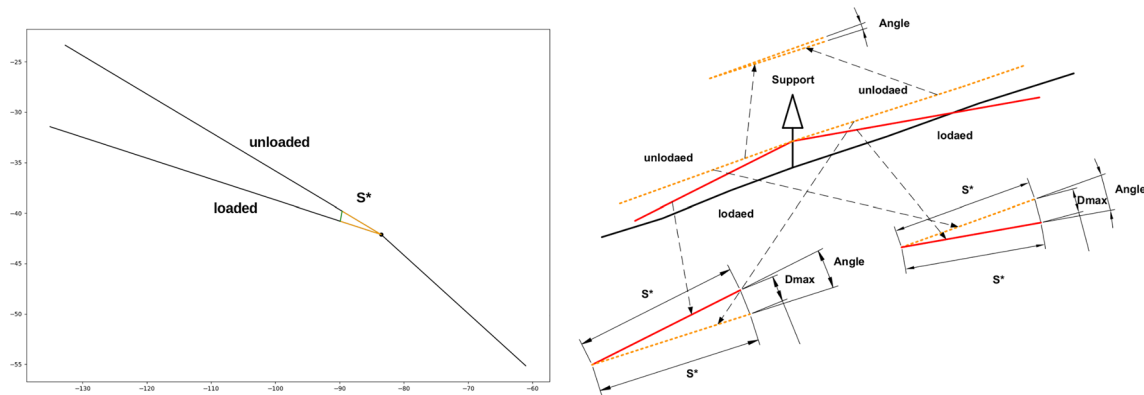 −25
−30
−35
−40
−45
−50
−55
−130
−120
−110
−100
−90
−80
−70
−60
unloaded
S*
loaded
Angle
Support
unlodaed
lodaed
unlodaed
lodaed
S*
Angle
Dmax
S*
S*
Dmax
Angle
S*